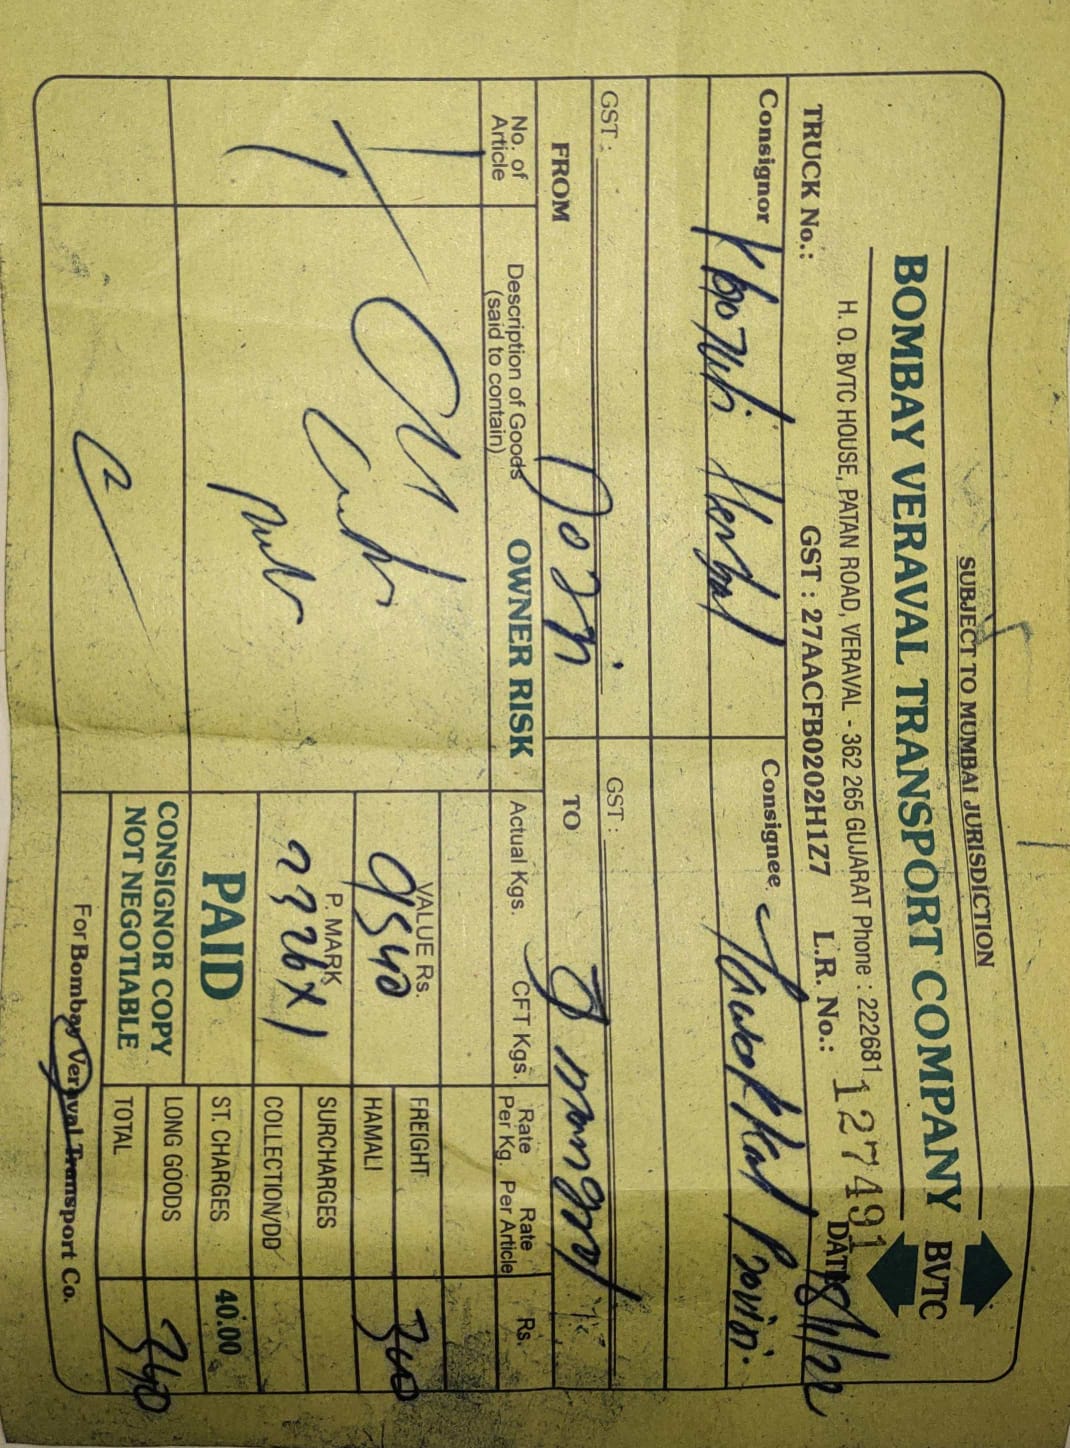 SUBJECT TO MUMBAI JURISDICTION
BOMBAY VERAVAL TRANSPORT COMPANY
BVTC
H. O. BVTC HOUSE, PATAN ROAD, VERAVAL - 362 265 GUJARAT Phone : 222681
TRUCK No.: GST : 27AACFB0202H1Z7 L.R. No.: 127491 DATE 8/1/22
Consignor Herbal Consignee
GST : GST :
FROM TO
No. of Article Description of Goods (said to contain) OWNER RISK Actual Kgs. CFT Kgs. Rate Per Kg. Rate Per Article Rs.
VALUE Rs. 9540
P. MARK 2326x1
FREIGHT 300
HAMALI
SURCHARGES
COLLECTION/DD
PAID
ST. CHARGES 40.00
CONSIGNOR COPY
NOT NEGOTIABLE
LONG GOODS
TOTAL 340
For Bombay Veraval Transport Co.